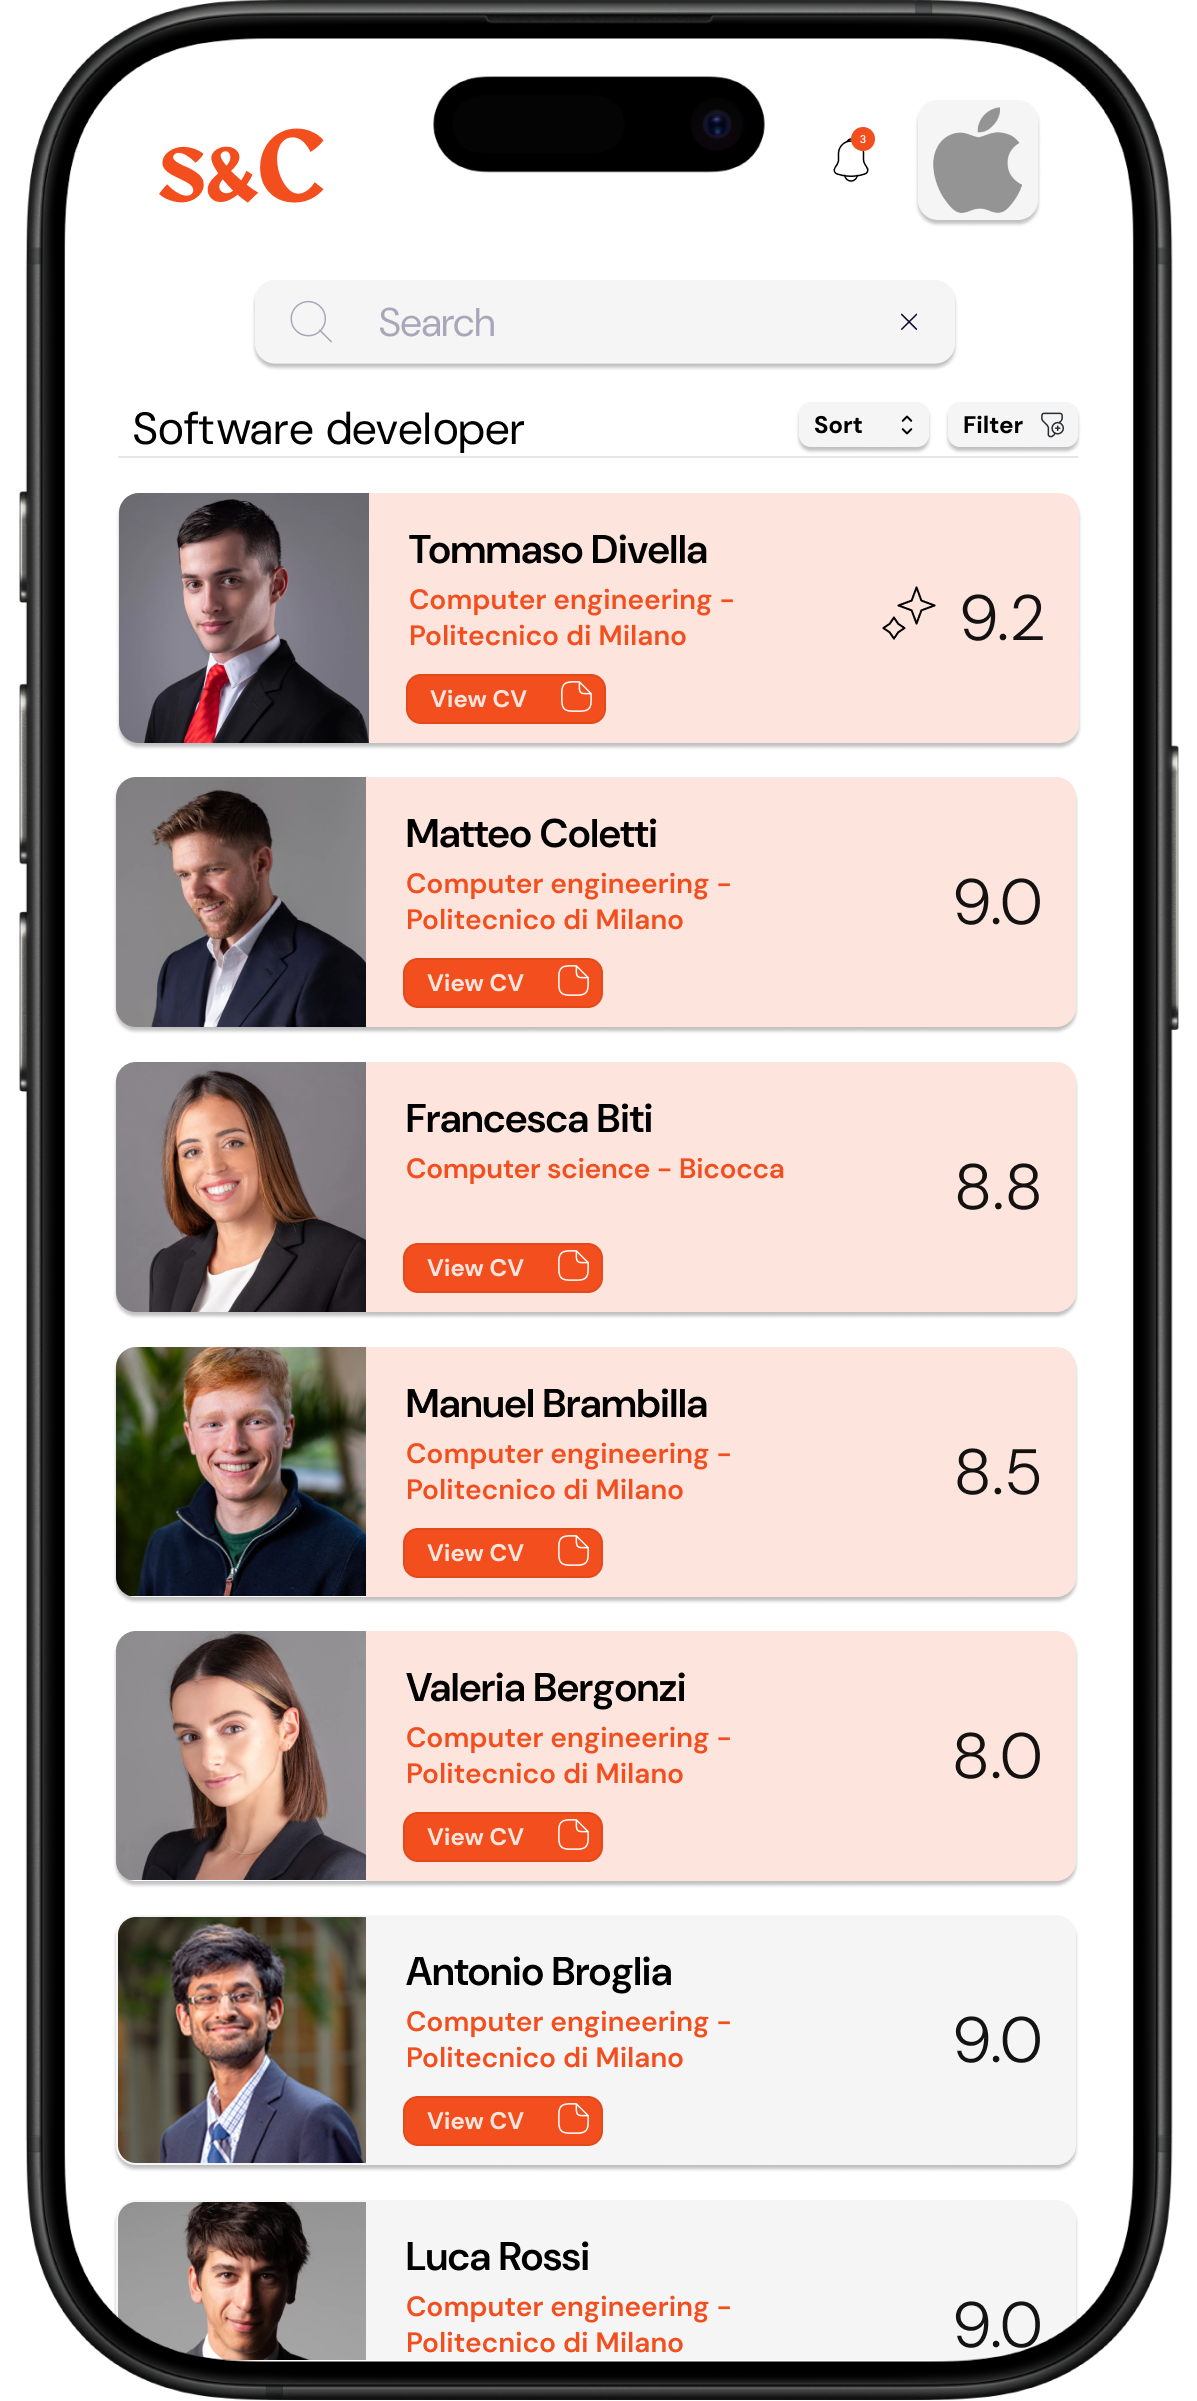 S&C
3
Search
Software developer
Sort
Filter
Tommaso Divella
Computer engineering -
Politecnico di Milano
9.2
View CV
Matteo Coletti
Computer engineering -
Politecnico di Milano
9.0
View CV
Francesca Biti
Computer science - Bicocca
8.8
View CV
Manuel Brambilla
Computer engineering -
Politecnico di Milano
8.5
View CV
Valeria Bergonzi
Computer engineering -
Politecnico di Milano
8.0
View CV
Antonio Broglia
Computer engineering -
Politecnico di Milano
9.0
View CV
Luca Rossi
Computer engineering -
Politecnico di Milano
9.0